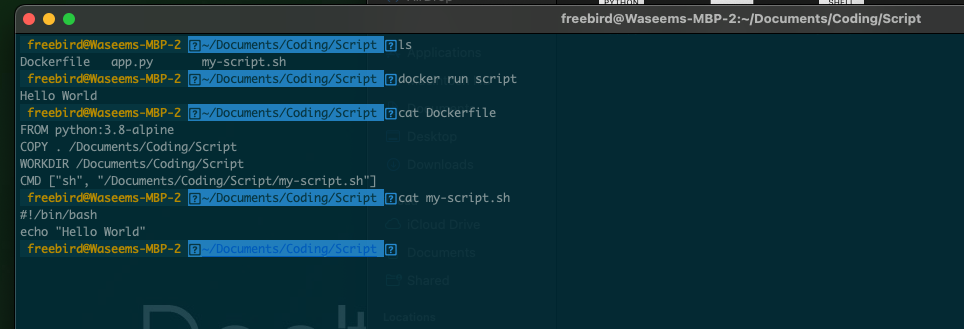 PYTHON SHELL
freebird@Waseems-MBP-2:~/Documents/Coding/Script
freebird@Waseems-MBP-2 ~/Documents/Coding/Script ls
Applications
Dockerfile app.py my-script.sh
freebird@Waseems-MBP-2 ~/Documents/Coding/Script docker run script
Hello World
freebird@Waseems-MBP-2 ~/Documents/Coding/Script cat Dockerfile
FROM python:3.8-alpine
Desktop
COPY . /Documents/Coding/Script
WORKDIR /Documents/Coding/Script
Downloads
CMD ["sh", "/Documents/Coding/Script/my-script.sh"]
freebird@Waseems-MBP-2 ~/Documents/Coding/Script cat my-script.sh
#!/bin/bash
iCloud Drive
echo "Hello World"
freebird@Waseems-MBP-2 ~/Documents/Coding/Script
Documents
Shared
Locations